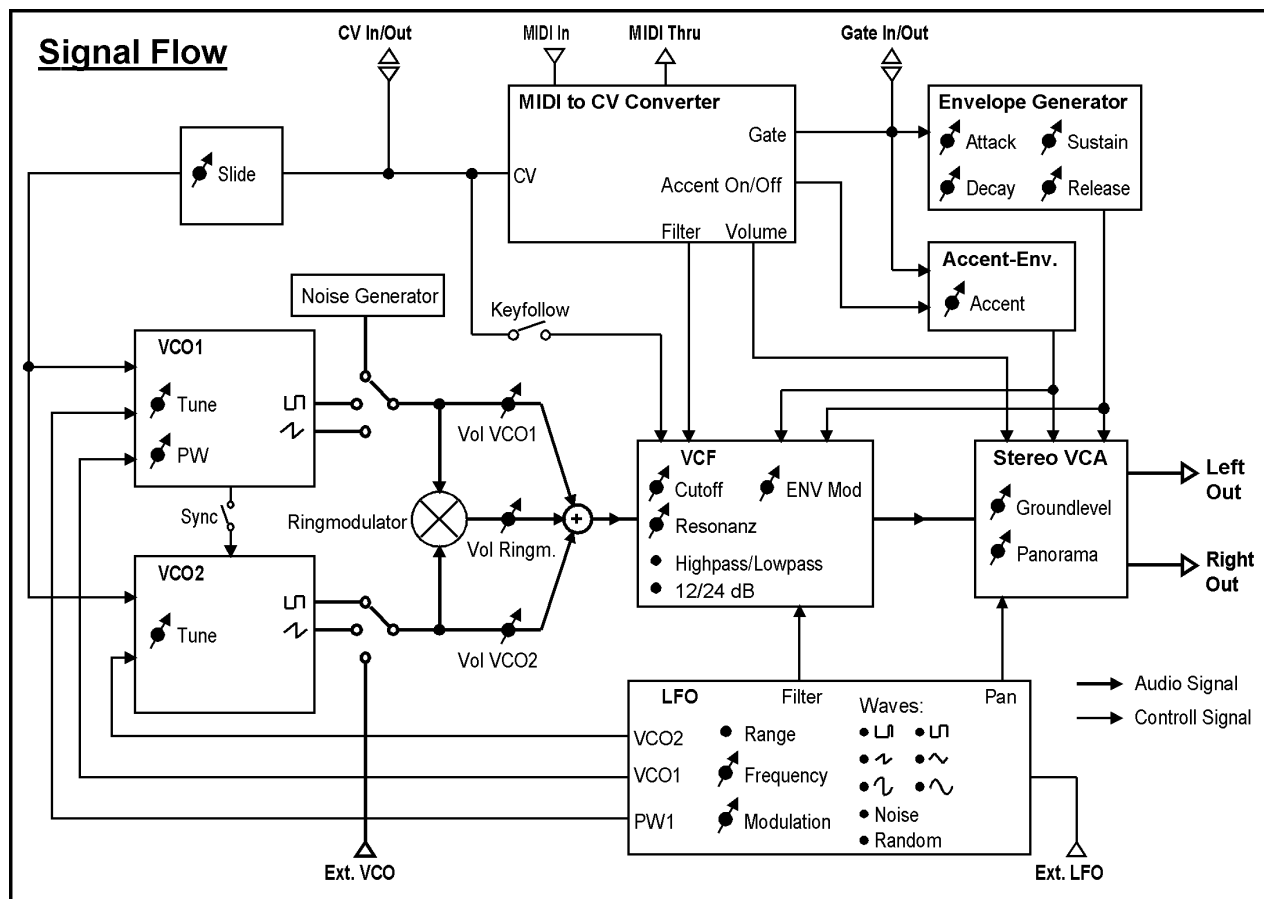 Signal Flow
CV In/Out
MIDI In
MIDI Thru
Gate In/Out
MIDI to CV Converter
Gate
CV
Accent On/Off
Filter
Volume
Envelope Generator
Attack
Sustain
Decay
Release
Slide
Accent-Env.
Accent
Noise Generator
Keyfollow
VCO1
Tune
PW
Vol VCO1
Sync
Ringmodulator
Vol Ringm.
+
VCO2
Tune
Vol VCO2
VCF
Cutoff
ENV Mod
Resonanz
Highpass/Lowpass
12/24 dB
Stereo VCA
Groundlevel
Panorama
Left
Out
Right
Out
LFO
Filter
Pan
VCO2
VCO1
PW1
Range
Frequency
Modulation
Waves:
Noise
Random
Audio Signal
Controll Signal
Ext. VCO
Ext. LFO